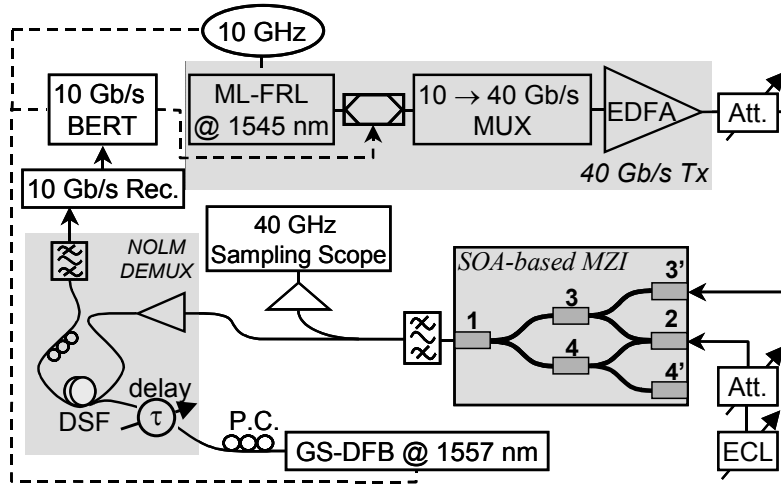 10 GHz
10 Gb/s
BERT
ML-FRL
@ 1545 nm
10 → 40 Gb/s
MUX
EDFA
Att.
40 Gb/s Tx
10 Gb/s Rec.
NOLM
DEMUX
40 GHz
Sampling Scope
SOA-based MZI
3'
3
1
2
4
4'
delay
τ
DSF
P.C.
GS-DFB @ 1557 nm
Att.
ECL